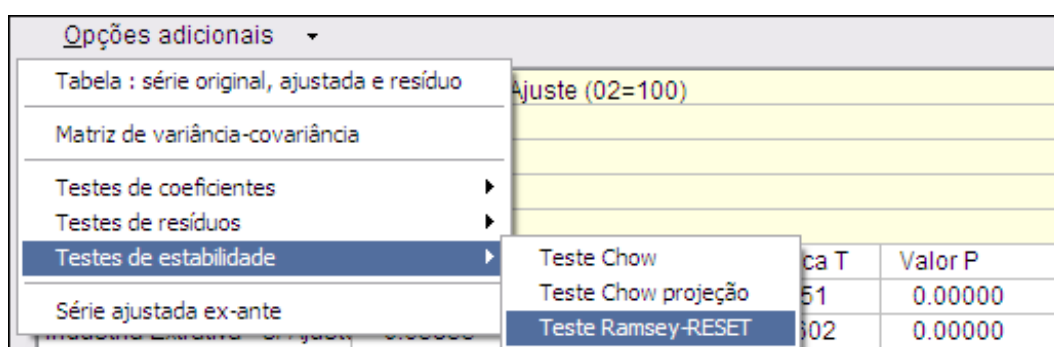 Opções adicionais
Tabela : série original, ajustada e resíduo
Ajuste (02=100)
Matriz de variância-covariância
Testes de coeficientes
Testes de resíduos
Testes de estabilidade
Teste Chow
ca T Valor P
Teste Chow projeção
51 0.00000
Série ajustada ex-ante
Teste Ramsey-RESET
602 0.00000